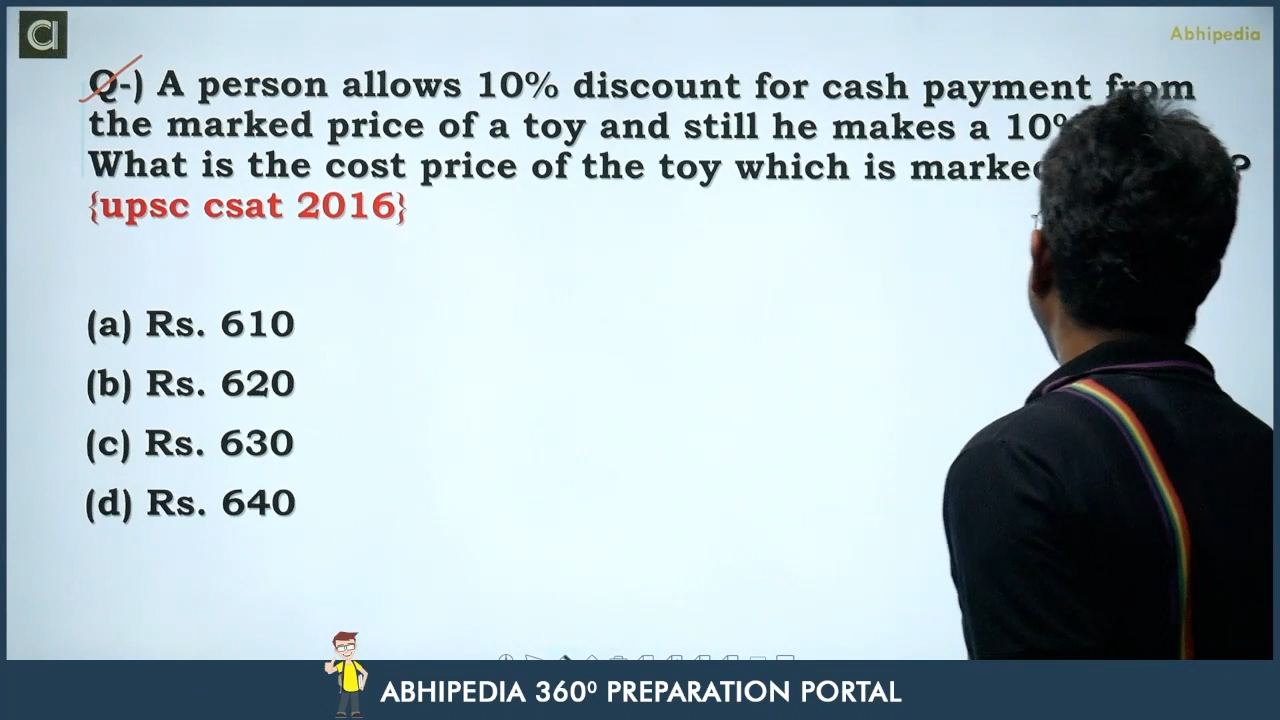 Abhipedia
Q-) A person allows 10% discount for cash payment from
the marked price of a toy and still he makes a 10%
What is the cost price of the toy which is marked ?
{upsc csat 2016}
(a) Rs. 610
(b) Rs. 620
(c) Rs. 630
(d) Rs. 640
ABHIPEDIA 360⁰ PREPARATION PORTAL